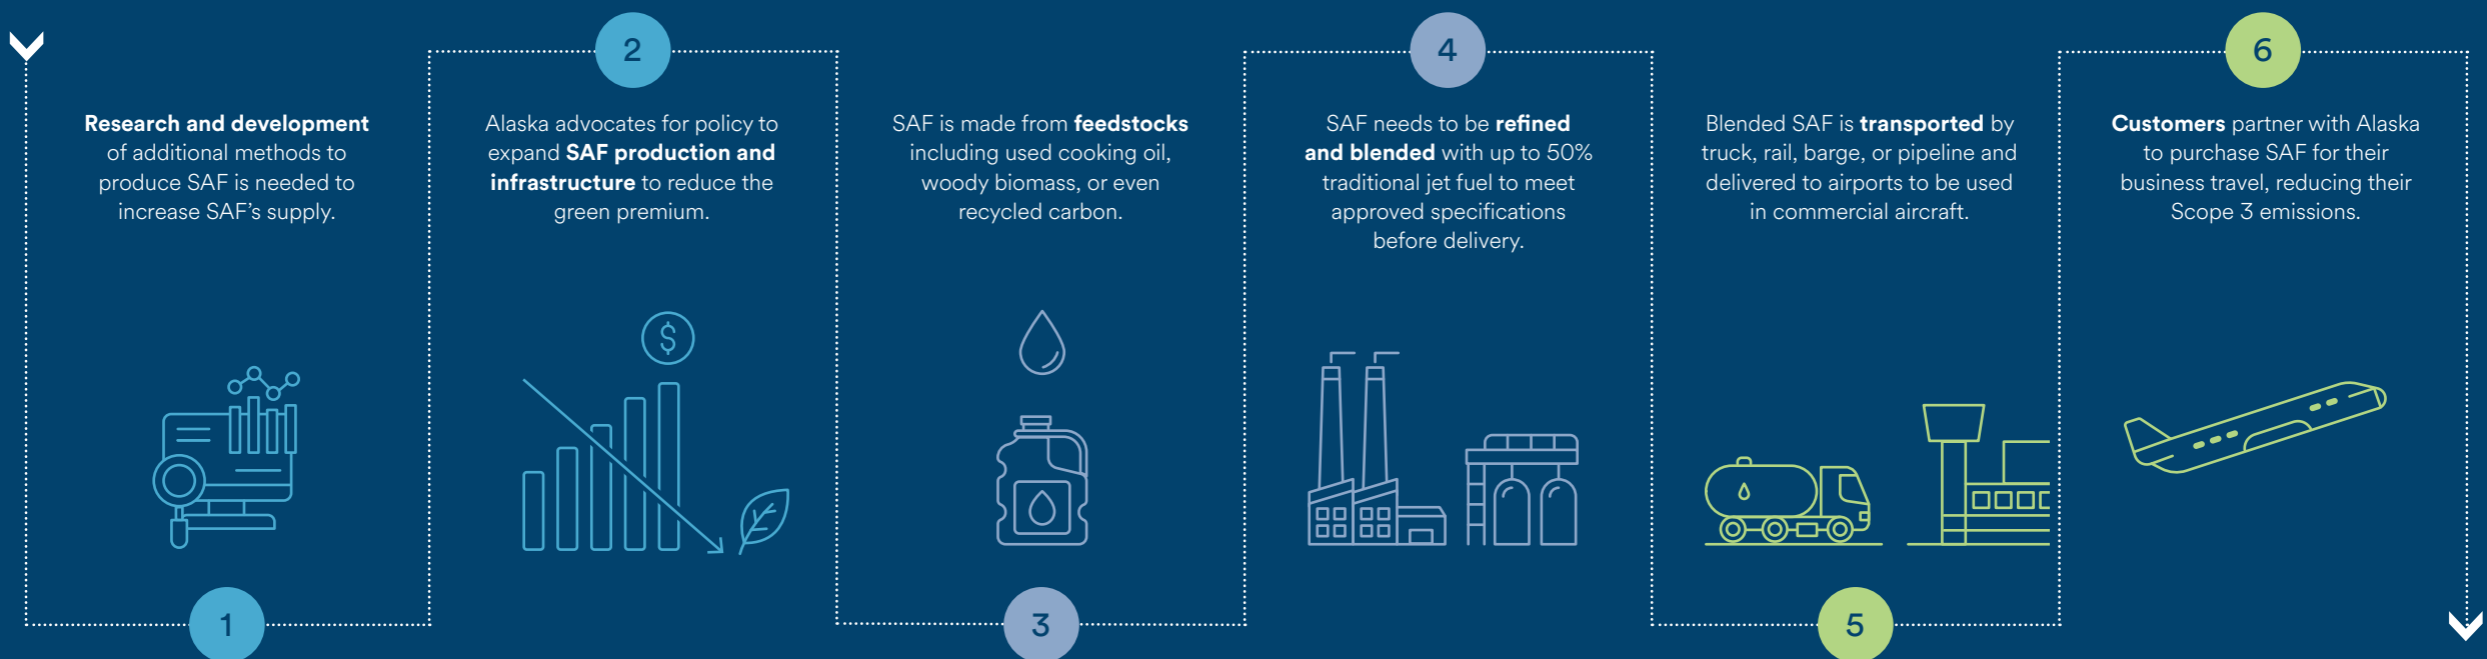 Research and development
of additional methods to
produce SAF is needed to
increase SAF’s supply.
1
2
Alaska advocates for policy to
expand SAF production and
infrastructure to reduce the
green premium.
$
SAF is made from feedstocks
including used cooking oil,
woody biomass, or even
recycled carbon.
3
4
SAF needs to be refined
and blended with up to 50%
traditional jet fuel to meet
approved specifications
before delivery.
Blended SAF is transported by
truck, rail, barge, or pipeline and
delivered to airports to be used
in commercial aircraft.
5
6
Customers partner with Alaska
to purchase SAF for their
business travel, reducing their
Scope 3 emissions.